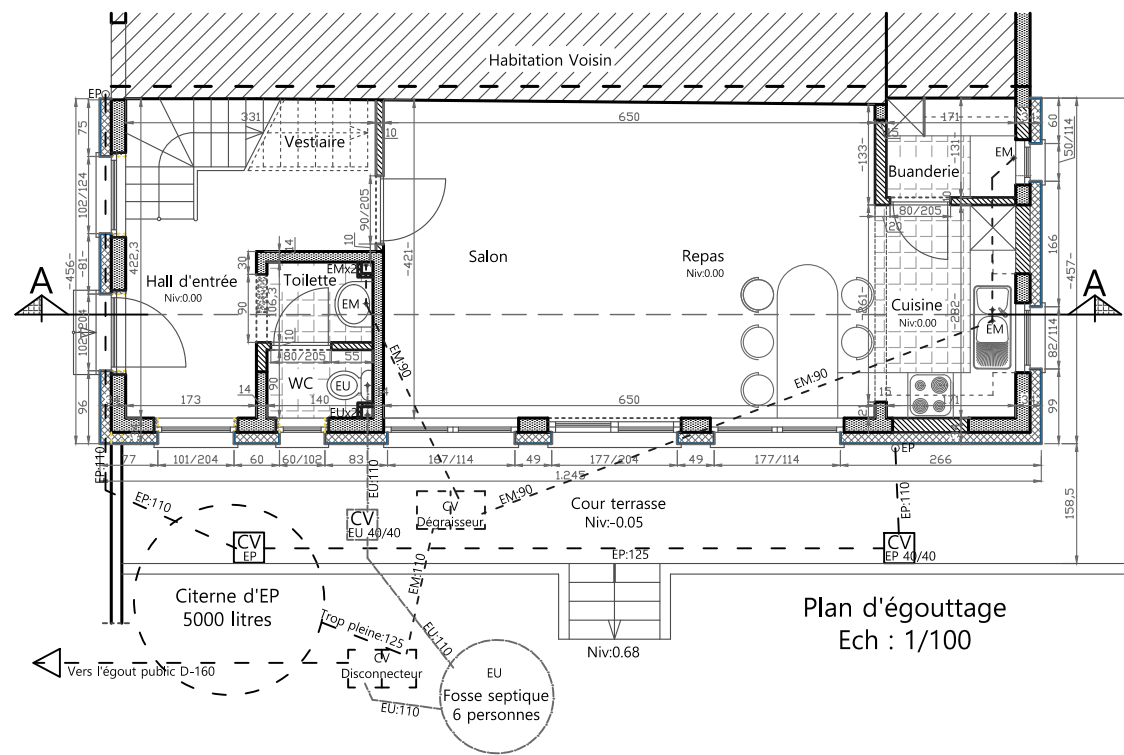 Habitation Voisin
EP
75
331
10
650
15
171
60
50/114
Vestiaire
-133-
-131-
EM
Buanderie
102/124
90/205
80/205
20
10
14
-456-
-81-
422,3
30
EMx2
-421-
Salon
Repas
Niv:0.00
166
-457-
A
Hall d'entrée
Niv:0.00
Toilette
90
106,3
EM
Cuisine
Niv:0.00
-282-
A
EM
102/204
10
80/205
55
EM:90
EM:90
82/114
WC
EU
90
14
96
173
140
EUx2
650
15
171
99
77
101/204
60
60/102
83
167/114
49
177/204
49
177/114
266
1.245
EP:110
EP:110
EU:110
EM:90
CV
Dégraisseur
Cour terrasse
Niv:-0.05
EP
EP:110
158,5
CV
EU 40/40
CV
EP
EP:125
CV
EP 40/40
EM:110
Citerne d'EP
5000 litres
Trop pleine:125
EU:110
Niv:0.68
Plan d'égouttage
Ech : 1/100
Vers l'égout public D-160
CV
Disconnecteur
EU:110
EU
Fosse septique
6 personnes